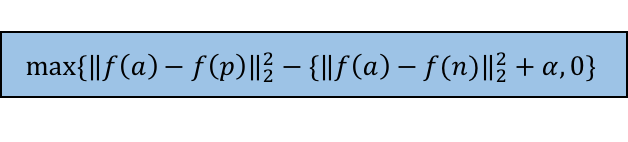 max{‖f(a) − f(p)‖₂² − {‖f(a) − f(n)‖₂² + α, 0}